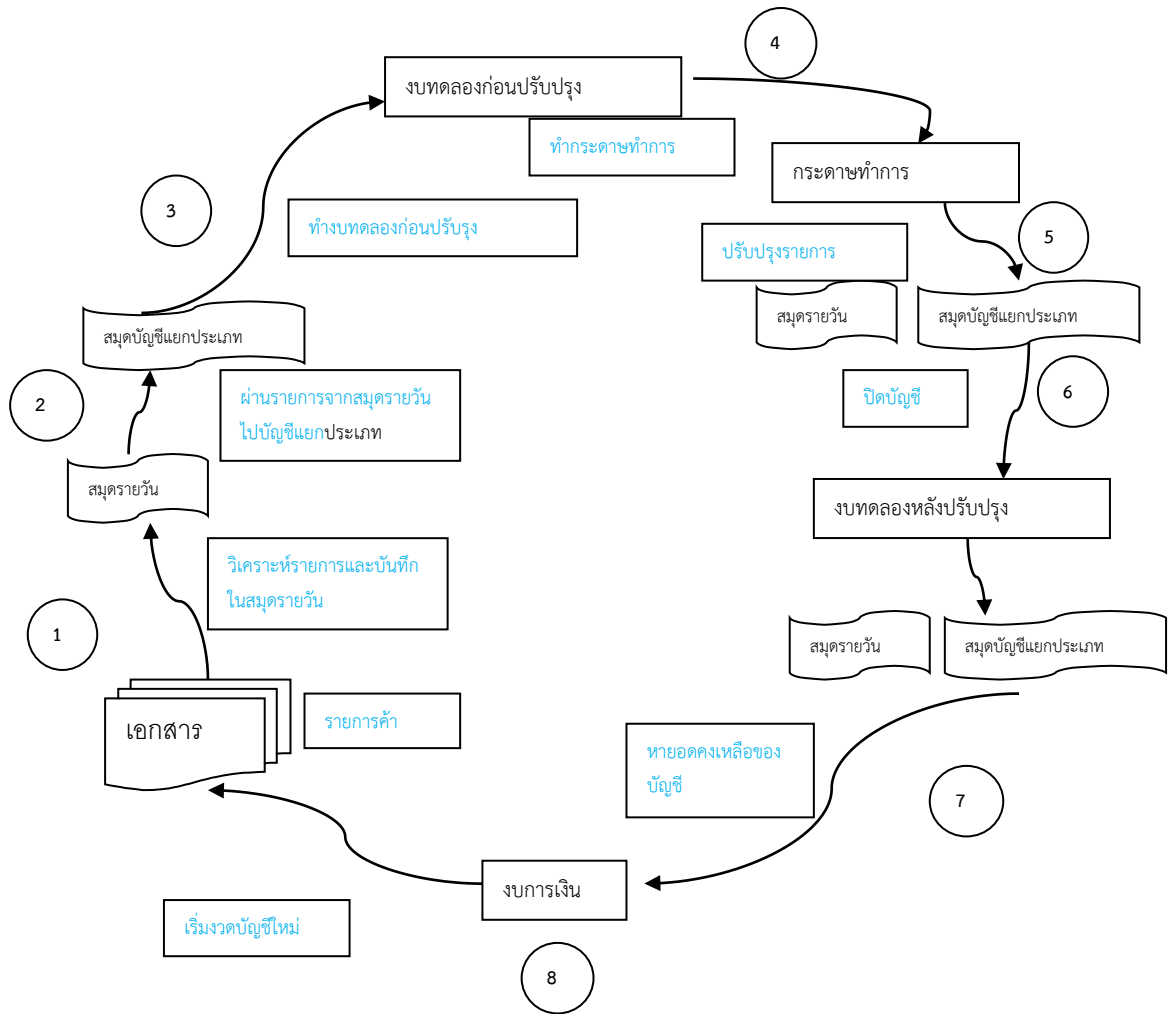 4
งบทดลองก่อนปรับปรุง
ทำกระดาษทำการ
กระดาษทำการ
3
ทำงบทดลองก่อนปรับรุง
5
ปรับปรุงรายการ
สมุดรายวัน
สมุดบัญชีแยกประเภท
สมุดบัญชีแยกประเภท
2
ผ่านรายการจากสมุดรายวัน
ไปบัญชีแยกประเภท
ปิดบัญชี
6
สมุดรายวัน
งบทดลองหลังปรับปรุง
วิเคราะห์รายการและบันทึก
ในสมุดรายวัน
1
สมุดรายวัน
สมุดบัญชีแยกประเภท
เอกสาร
รายการค้า
หายอดคงเหลือของ
บัญชี
7
งบการเงิน
เริ่มงวดบัญชีใหม่
8